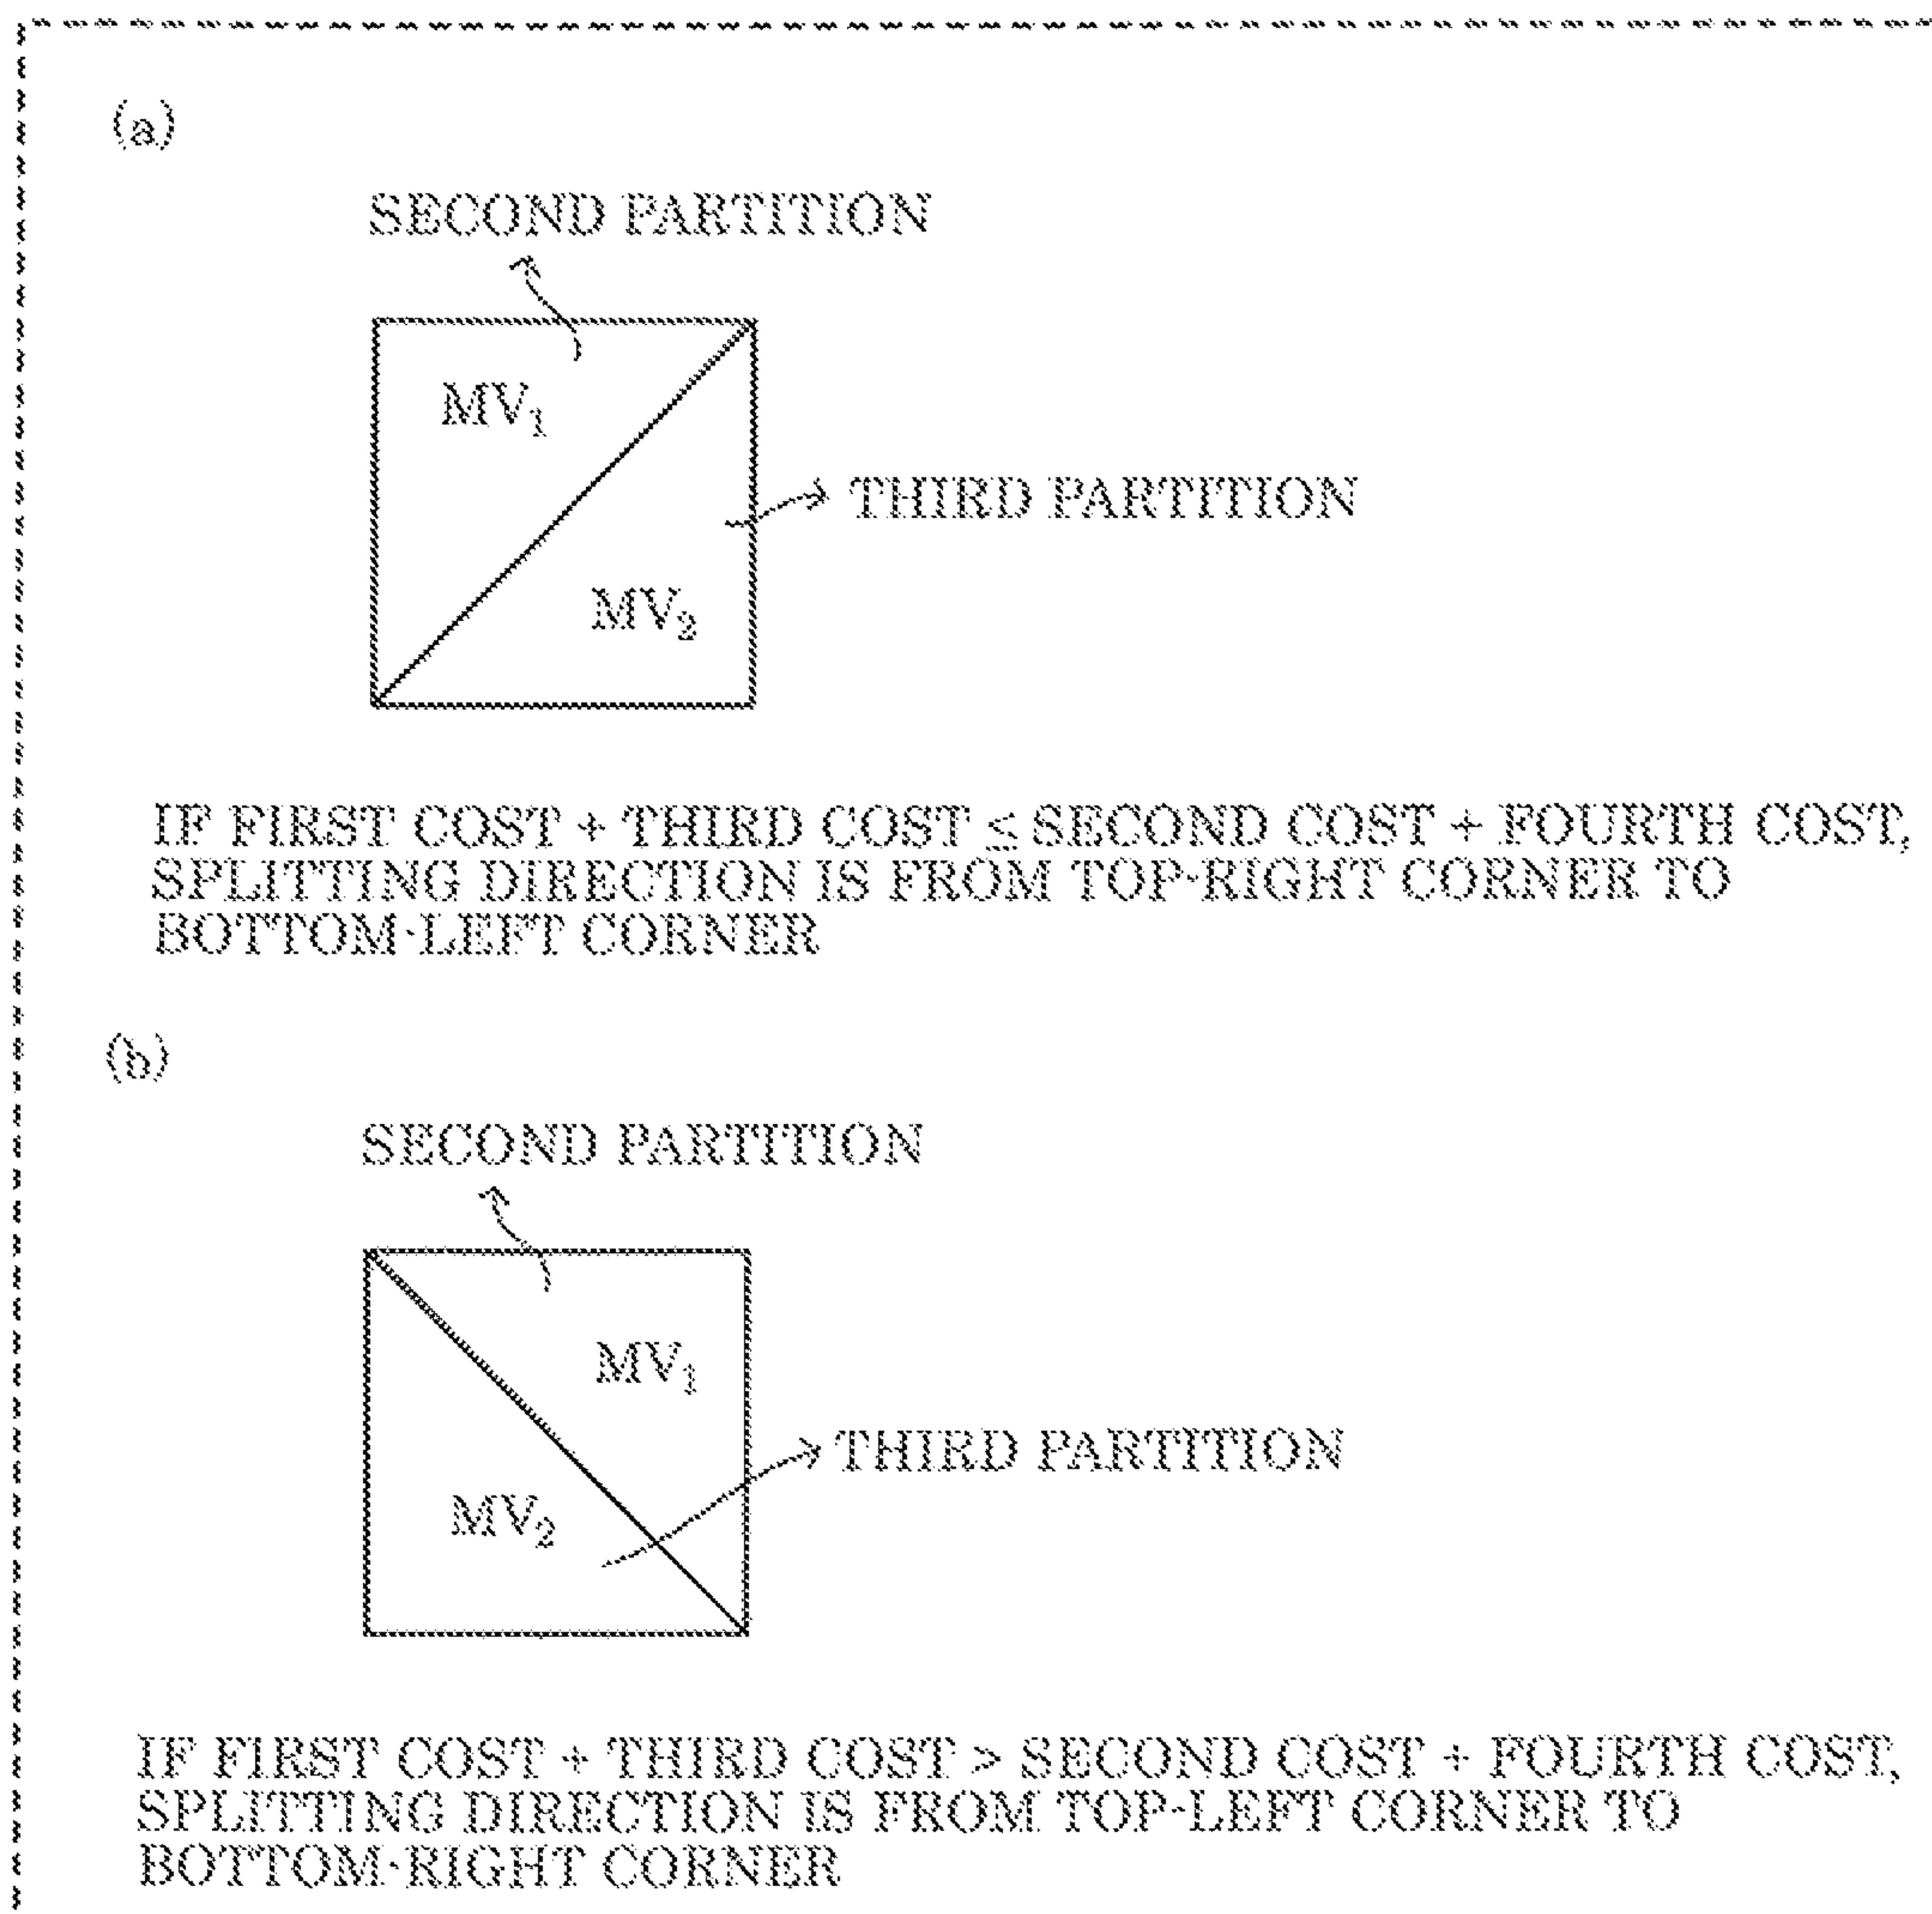 (a)
SECOND PARTITION
MV₁
THIRD PARTITION
MV₂
IF FIRST COST + THIRD COST ≤ SECOND COST + FOURTH COST,
SPLITTING DIRECTION IS FROM TOP-RIGHT CORNER TO
BOTTOM-LEFT CORNER
(b)
SECOND PARTITION
MV₁
THIRD PARTITION
MV₂
IF FIRST COST + THIRD COST > SECOND COST + FOURTH COST,
SPLITTING DIRECTION IS FROM TOP-LEFT CORNER TO
BOTTOM-RIGHT CORNER